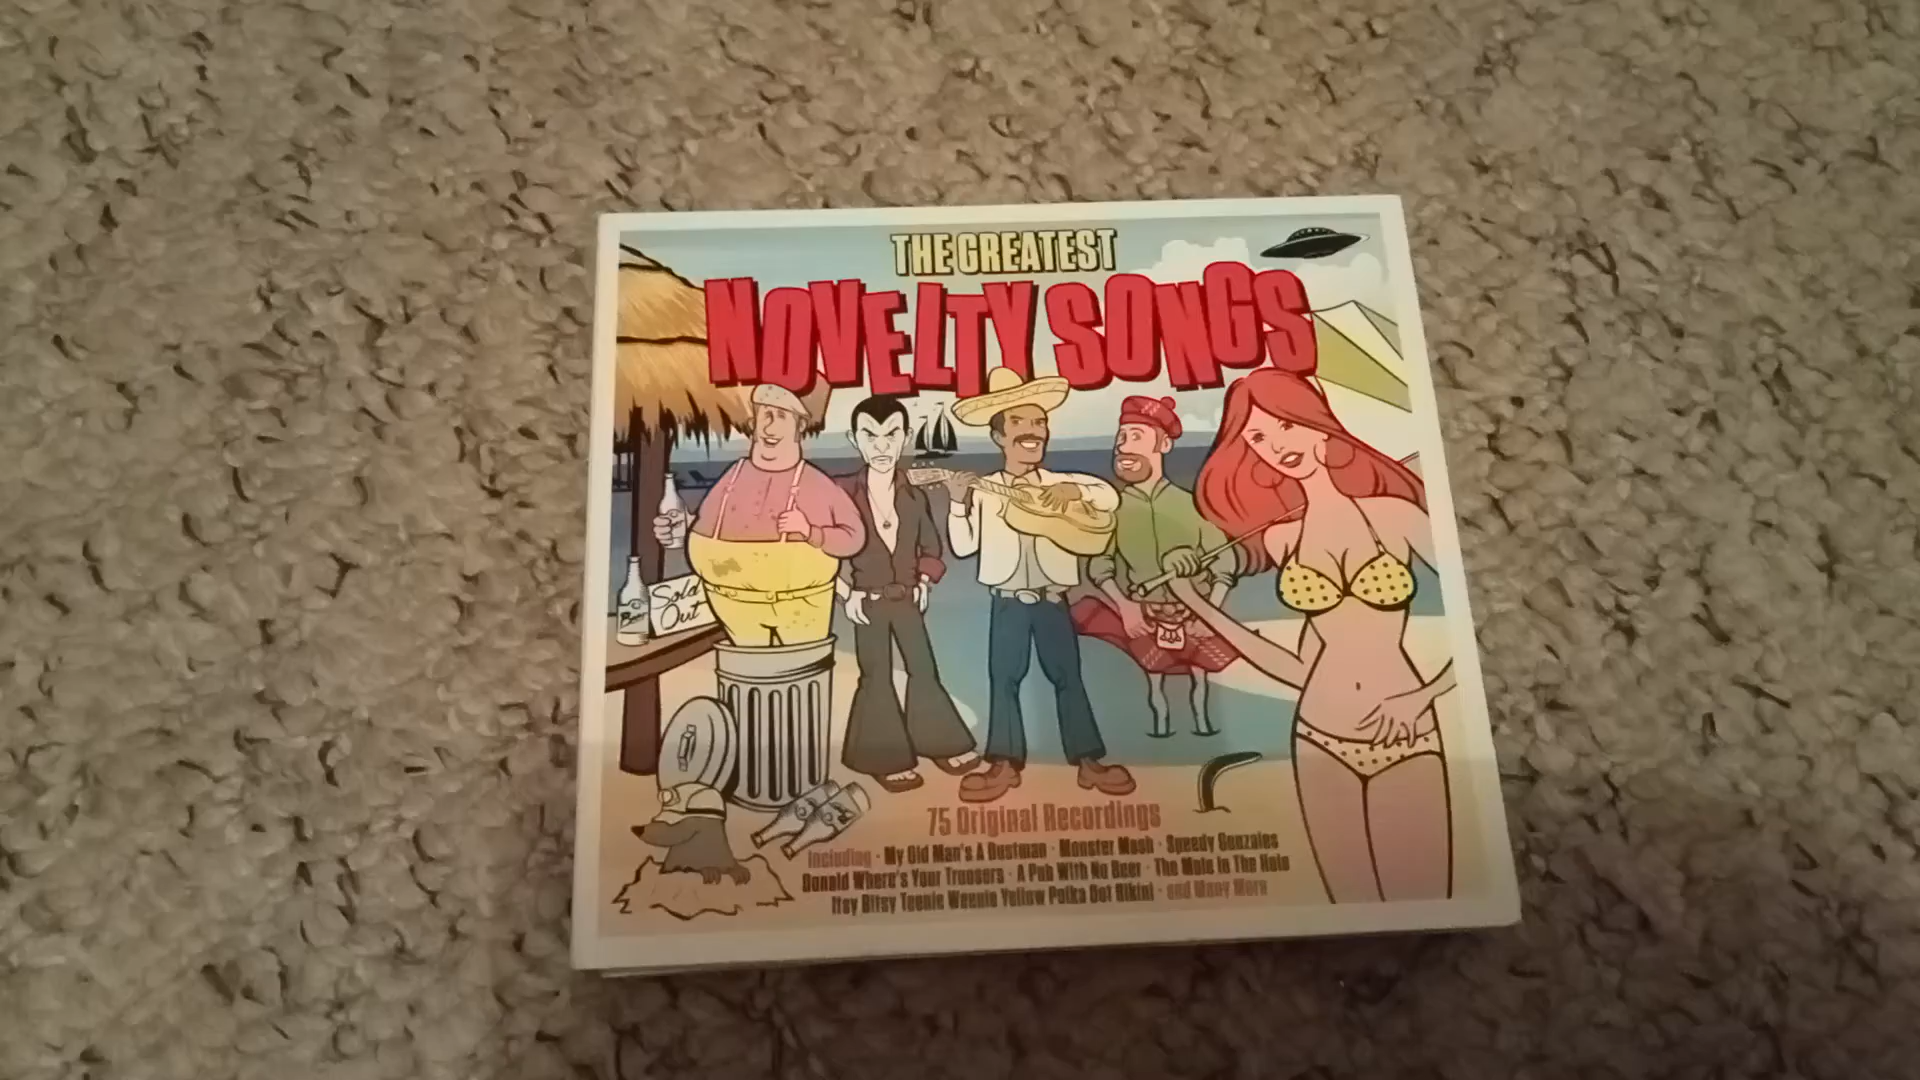 THE GREATEST
NOVELTY SONGS
Sold
Out
Beer
75 Original Recordings
Including · My Old Man's A Dustman · Monster Mash · Speedy Gonzales
Donald Where's Your Trousers · A Pub With No Beer · The Mole In The Hole
Itsy Bitsy Teenie Weenie Yellow Polka Dot Bikini · and Many More